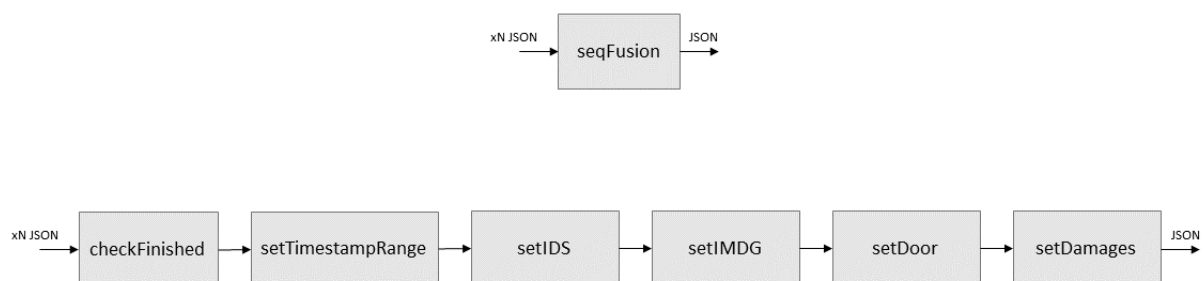 xN JSON
seqFusion
JSON
xN JSON
checkFinished
setTimestampRange
setIDS
setIMDG
setDoor
setDamages
JSON